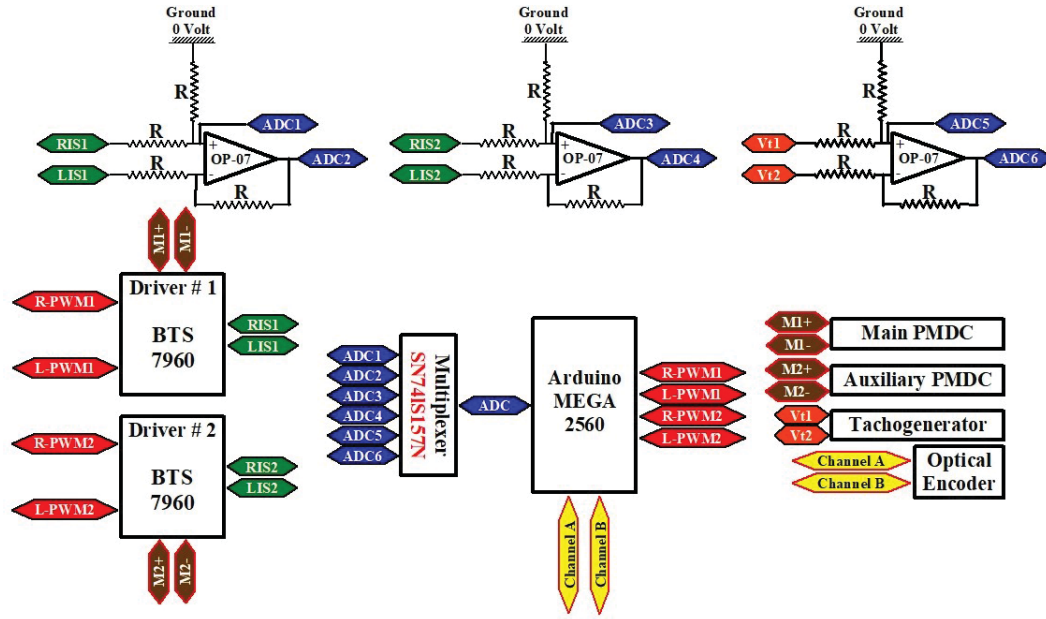 Ground
0 Volt
Ground
0 Volt
Ground
0 Volt
R
R
R
ADC1
ADC3
ADC5
RIS1
R
+
OP-07
ADC2
LIS1
R
-
R
RIS2
R
+
OP-07
ADC4
LIS2
R
-
R
Vt1
R
+
OP-07
ADC6
Vt2
R
-
R
M1+
M1-
Driver # 1
BTS
7960
R-PWM1
L-PWM1
RIS1
LIS1
Driver # 2
BTS
7960
R-PWM2
L-PWM2
RIS2
LIS2
M2+
M2-
ADC1
ADC2
ADC3
ADC4
ADC5
ADC6
Multiplexer
SN74lS157N
ADC
Arduino
MEGA
2560
R-PWM1
L-PWM1
R-PWM2
L-PWM2
Channel A
Channel B
M1+
M1-
Main PMDC
M2+
M2-
Auxiliary PMDC
Vt1
Vt2
Tachogenerator
Channel A
Channel B
Optical
Encoder